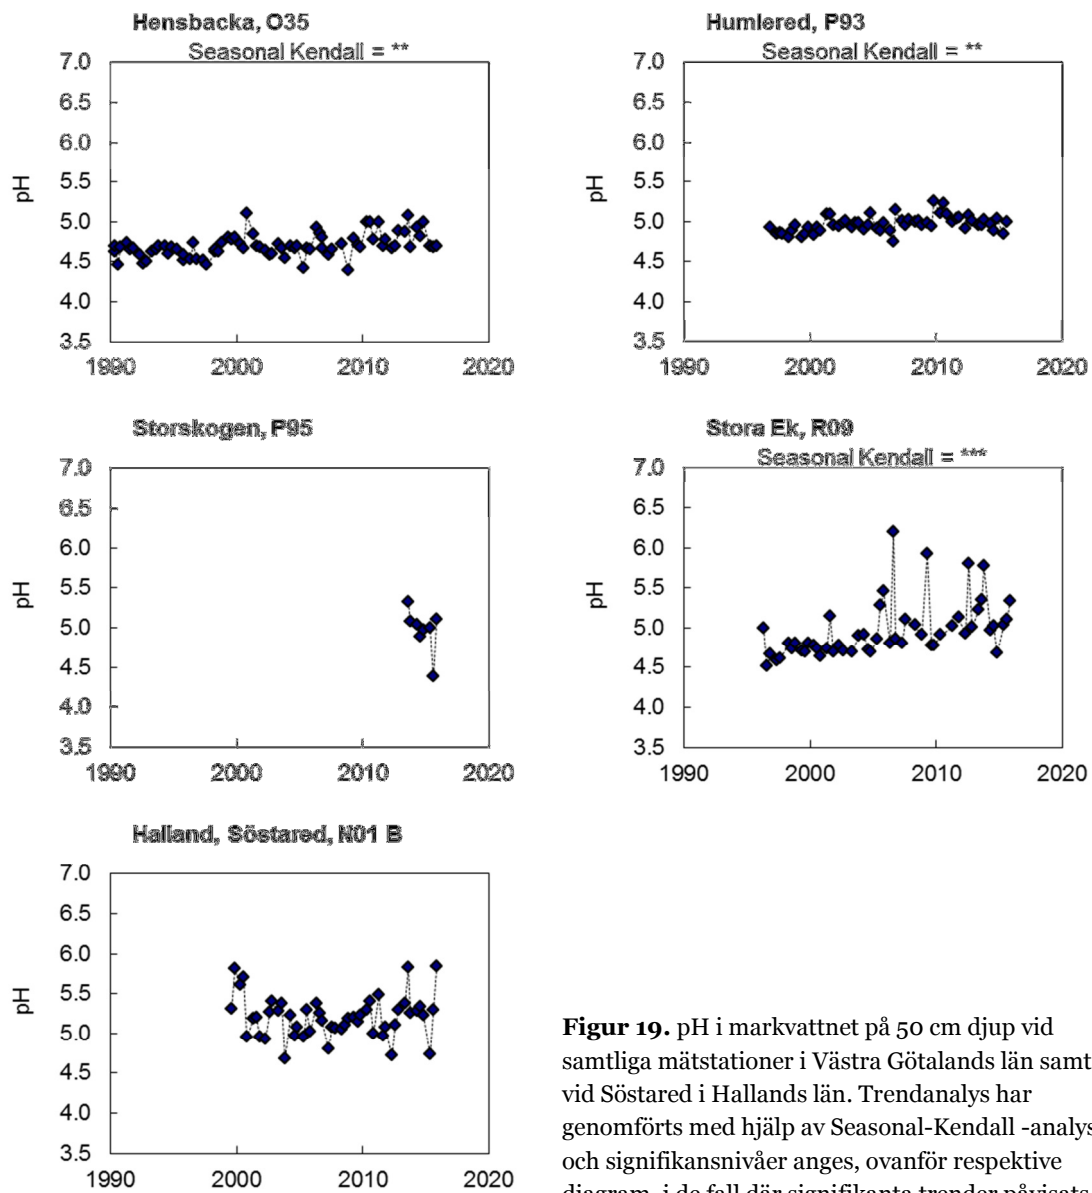 Hensbacka, O35
Seasonal Kendall = **
7.0
6.5
6.0
5.5
5.0
4.5
4.0
3.5
pH
1990 2000 2010 2020
Humlered, P93
Seasonal Kendall = **
7.0
6.5
6.0
5.5
5.0
4.5
4.0
3.5
pH
1990 2000 2010 2020
Storskogen, P95
7.0
6.5
6.0
5.5
5.0
4.5
4.0
3.5
pH
1990 2000 2010 2020
Stora Ek, R09
Seasonal Kendall = ***
7.0
6.5
6.0
5.5
5.0
4.5
4.0
3.5
pH
1990 2000 2010 2020
Halland, Söstared, N01 B
7.0
6.5
6.0
5.5
5.0
4.5
4.0
3.5
pH
1990 2000 2010 2020
Figur 19. pH i markvattnet på 50 cm djup vid
samtliga mätstationer i Västra Götalands län samt
vid Söstared i Hallands län. Trendanalys har
genomförts med hjälp av Seasonal-Kendall -analys
och signifikansnivåer anges, ovanför respektive
diagram, i de fall där signifikanta trender påvisats